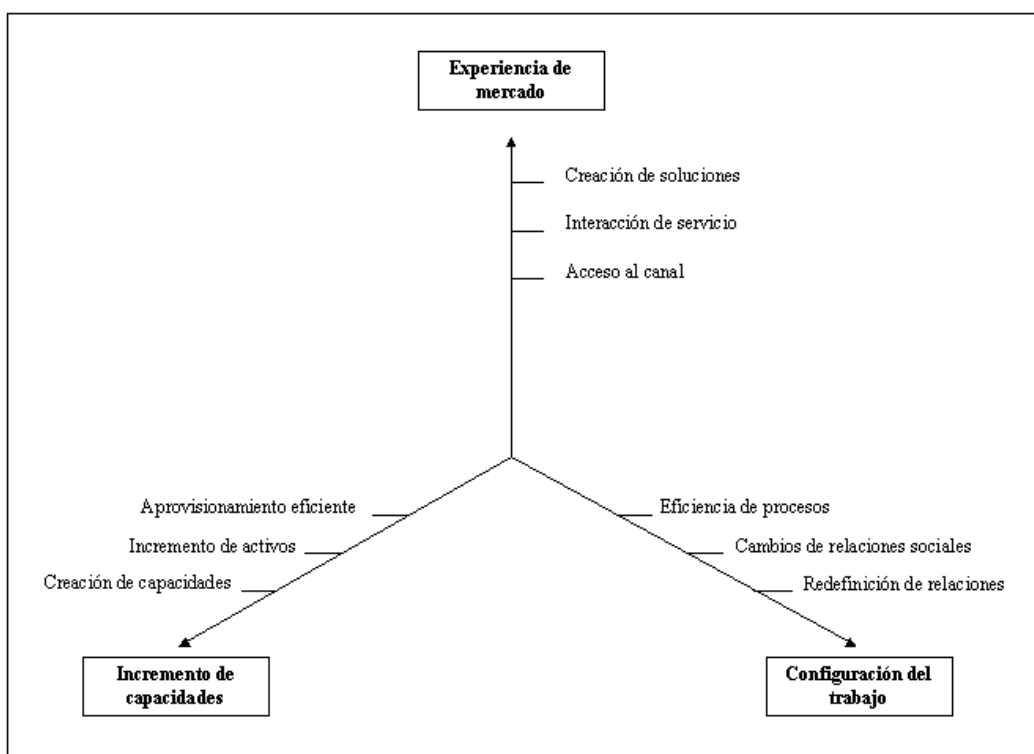 Experiencia de
mercado
Creación de soluciones
Interacción de servicio
Acceso al canal
Aprovisionamiento eficiente
Eficiencia de procesos
Incremento de activos
Cambios de relaciones sociales
Creación de capacidades
Redefinición de relaciones
Incremento de
capacidades
Configuración del
trabajo